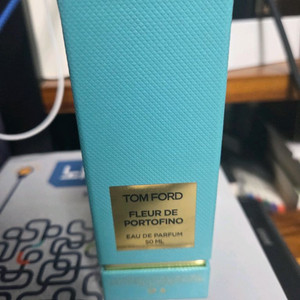 TOM FORD
FLEUR DE
PORTOFINO
EAU DE PARFUM
50 ML